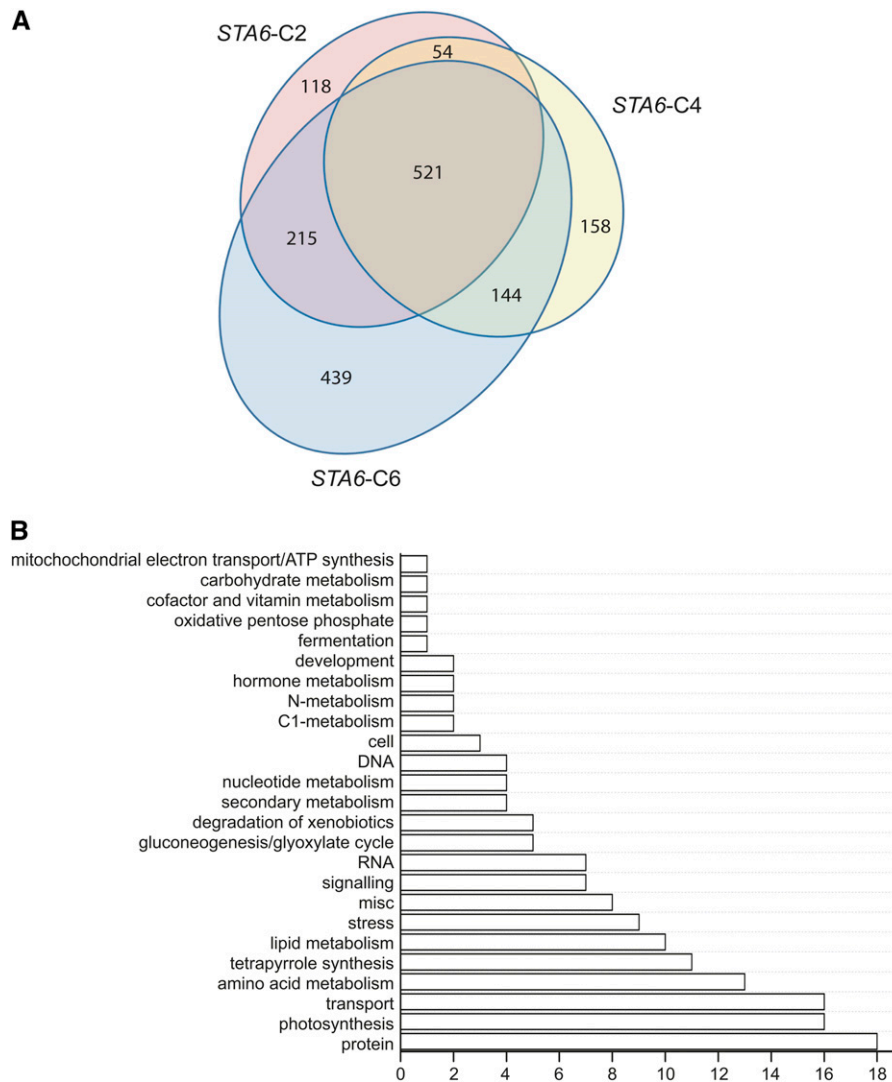 A
STA6-C2
54
118
STA6-C4
521
215
158
144
439
STA6-C6
B
mitochochondrial electron transport/ATP synthesis
carbohydrate metabolism
cofactor and vitamin metabolism
oxidative pentose phosphate
fermentation
development
hormone metabolism
N-metabolism
C1-metabolism
cell
DNA
nucleotide metabolism
secondary metabolism
degradation of xenobiotics
gluconeogenesis/glyoxylate cycle
RNA
signalling
misc
stress
lipid metabolism
tetrapyrrole synthesis
amino acid metabolism
transport
photosynthesis
protein
0 2 4 6 8 10 12 14 16 18